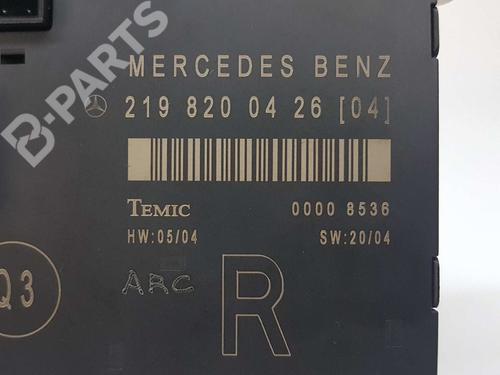 B-PARTS
MERCEDES BENZ
219 820 04 26 [04]
TEMIC 0000 8536
HW:05/04 SW:20/04
ARC
Q3
R